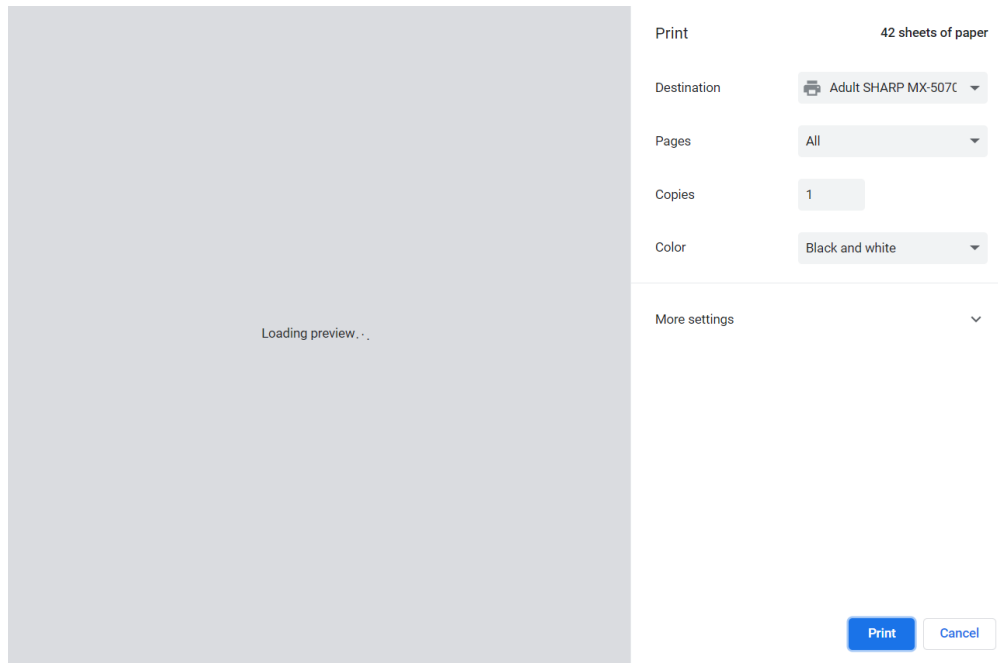 Print
42 sheets of paper
Destination
Adult SHARP MX-507
Pages
All
Copies
1
Color
Black and white
Loading preview...
More settings
Print
Cancel